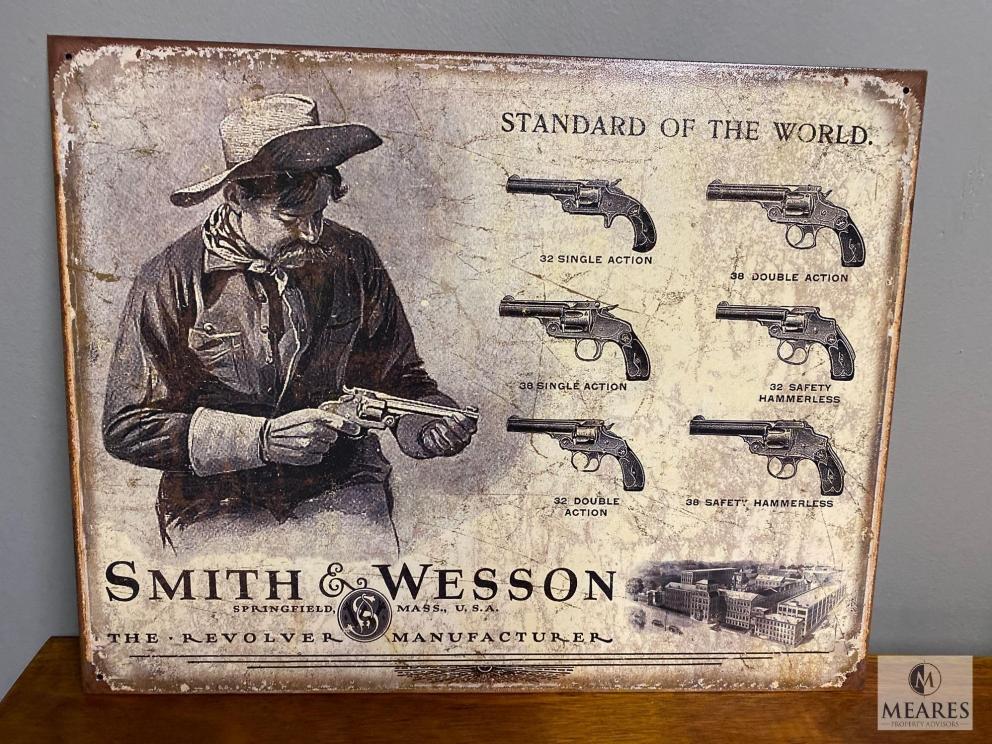 STANDARD OF THE WORLD.
32 SINGLE ACTION
38 DOUBLE ACTION
38 SINGLE ACTION
32 SAFETY
HAMMERLESS
32 DOUBLE
ACTION
38 SAFETY HAMMERLESS
SMITH & WESSON
SPRINGFIELD, MASS., U.S.A.
THE · REVOLVER MANUFACTURER
M
MEARES
PROPERTY ADVISORS